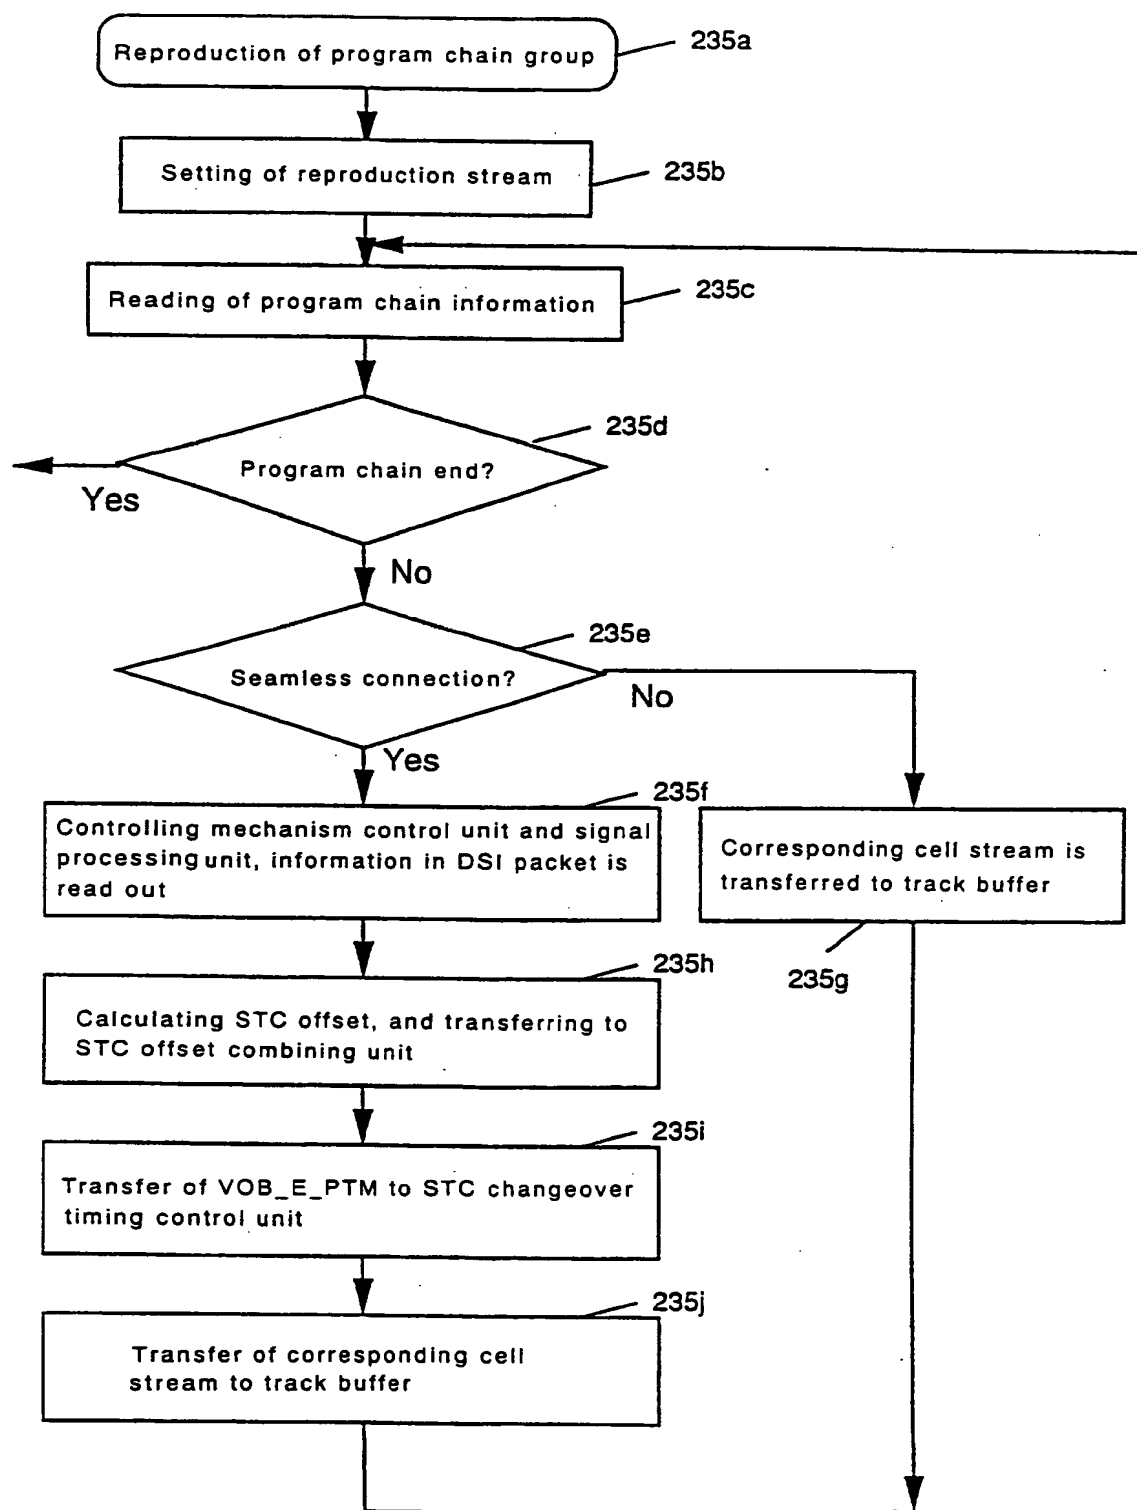 Reproduction of program chain group
235a
Setting of reproduction stream
235b
Reading of program chain information
235c
Program chain end?
235d
Yes
No
Seamless connection?
235e
No
Yes
235f
Controlling mechanism control unit and signal
processing unit, information in DSI packet is
read out
Corresponding cell stream is
transferred to track buffer
235g
235h
Calculating STC offset, and transferring to
STC offset combining unit
235i
Transfer of VOB_E_PTM to STC changeover
timing control unit
235j
Transfer of corresponding cell
stream to track buffer